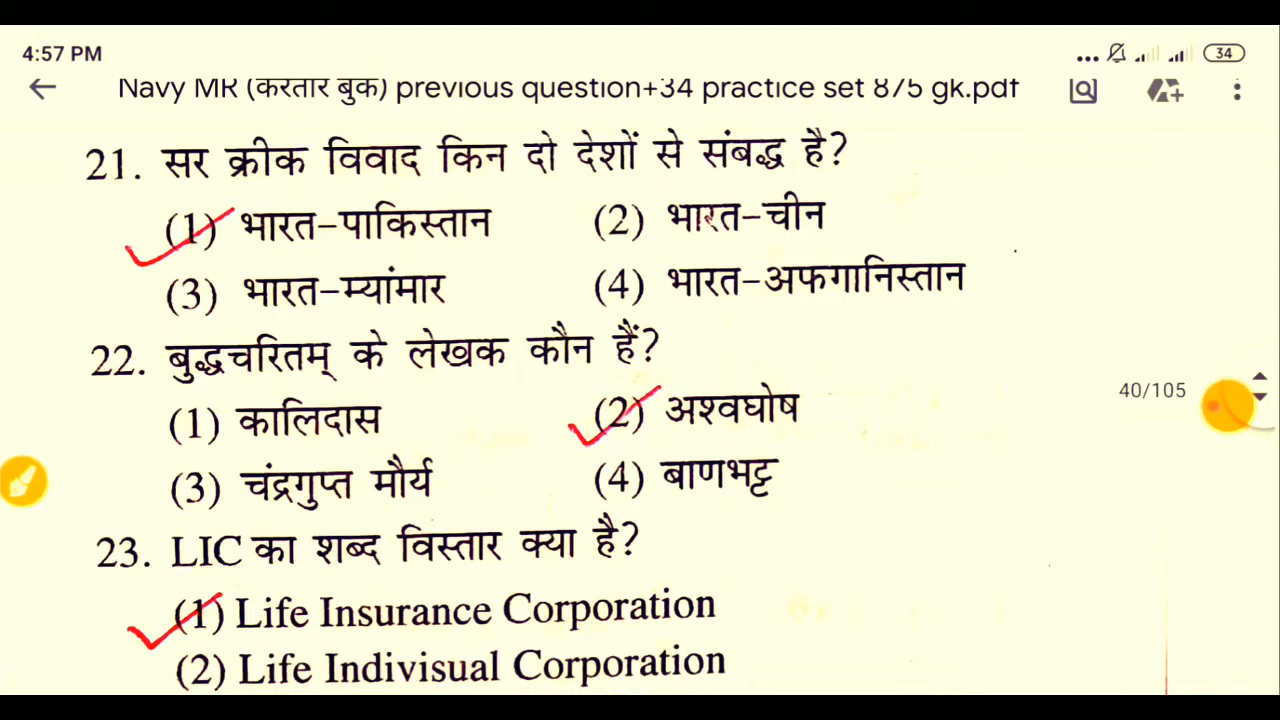 4:57 PM
34
Navy MR (करतार बुक) previous question+34 practice set 875 gk.pdf
21. सर क्रीक विवाद किन दो देशों से संबद्ध है?
(1) भारत-पाकिस्तान (2) भारत-चीन
(3) भारत-म्यांमार (4) भारत-अफगानिस्तान
22. बुद्धचरितम् के लेखक कौन हैं?
40/105
(1) कालिदास (2) अश्वघोष
(3) चंद्रगुप्त मौर्य (4) बाणभट्ट
23. LIC का शब्द विस्तार क्या है?
(1) Life Insurance Corporation
(2) Life Indivisual Corporation